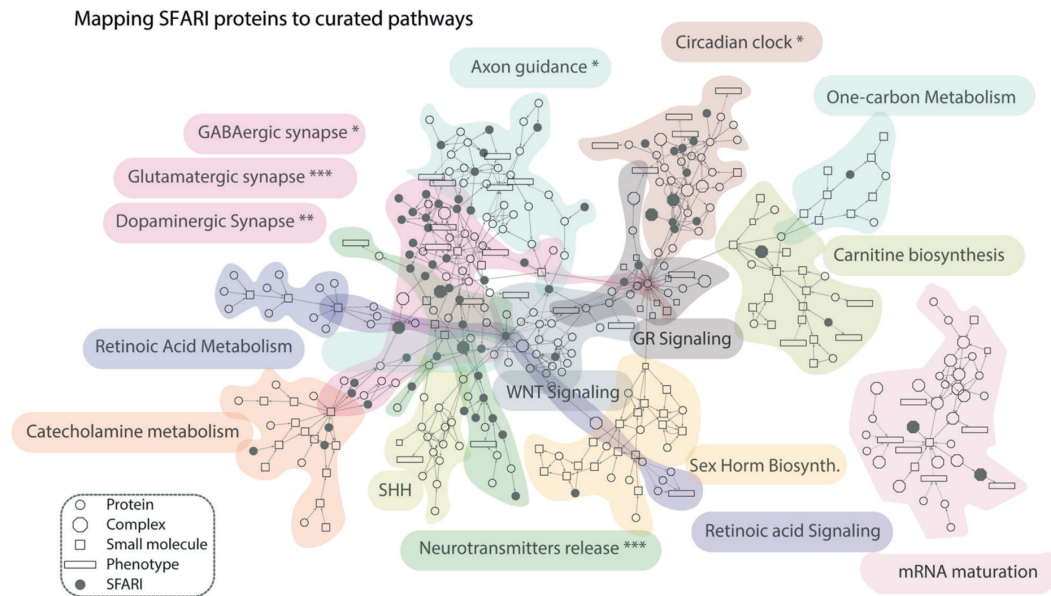 Mapping SFARI proteins to curated pathways
Circadian clock *
Axon guidance *
One-carbon Metabolism
GABAergic synapse *
Glutamatergic synapse ***
Dopaminergic Synapse **
Carnitine biosynthesis
Retinoic Acid Metabolism
GR Signaling
WNT Signaling
Catecholamine metabolism
Sex Horm Biosynth.
SHH
Retinoic acid Signaling
Neurotransmitters release ***
mRNA maturation
Protein
Complex
Small molecule
Phenotype
SFARI